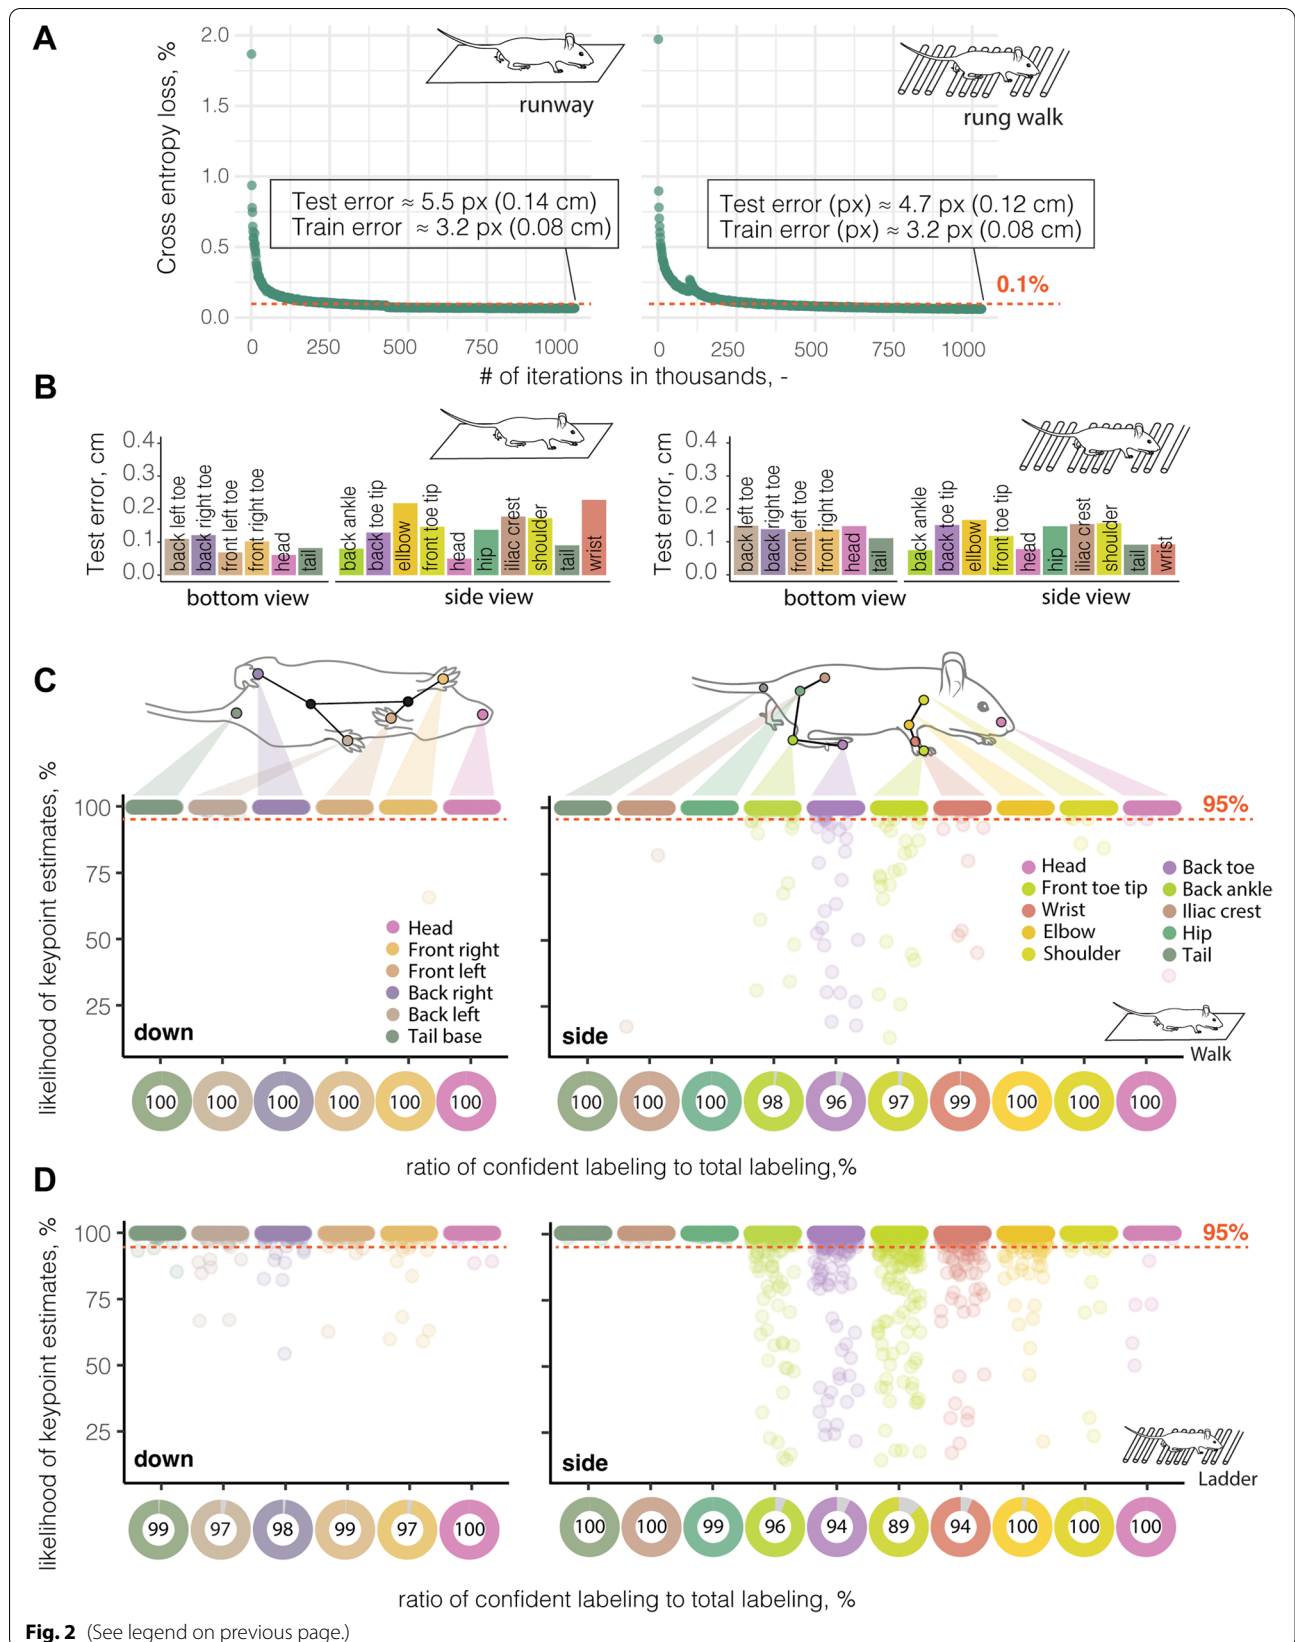 A
Cross entropy loss, %
2.0
1.5
1.0
0.5
0.0
runway
rung walk
Test error ≈ 5.5 px (0.14 cm)
Train error ≈ 3.2 px (0.08 cm)
Test error (px) ≈ 4.7 px (0.12 cm)
Train error (px) ≈ 3.2 px (0.08 cm)
0.1%
0 250 500 750 1000
0 250 500 750 1000
# of iterations in thousands, -
B
Test error, cm
0.4
0.3
0.2
0.1
0.0
back left toe
back right toe
front left toe
front right toe
head
tail
back ankle
back toe tip
elbow
front toe tip
head
hip
iliac crest
shoulder
tail
wrist
bottom view
side view
Test error, cm
0.4
0.3
0.2
0.1
0.0
back left toe
back right toe
front left toe
front right toe
head
tail
back ankle
back toe tip
elbow
front toe tip
head
hip
iliac crest
shoulder
tail
wrist
bottom view
side view
C
likelihood of keypoint estimates, %
100
75
50
25
95%
Head
Front right
Front left
Back right
Back left
Tail base
down
Head
Front toe tip
Wrist
Elbow
Shoulder
Back toe
Back ankle
Iliac crest
Hip
Tail
side
Walk
100 100 100 100 100 100
100 100 100 98 96 97 99 100 100 100
ratio of confident labeling to total labeling,%
D
likelihood of keypoint estimates, %
100
75
50
25
95%
down
side
Ladder
99 97 98 99 97 100
100 100 99 96 94 89 94 100 100 100
ratio of confident labeling to total labeling, %
Fig. 2 (See legend on previous page.)